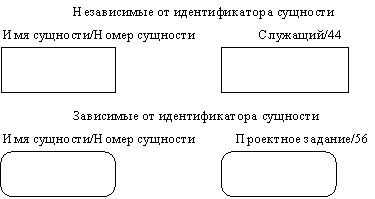 Независимые от идентификатора сущности
Имя сущности/Номер сущности Служащий/44
Зависимые от идентификатора сущности
Имя сущности/Номер сущности Проектное задание/56